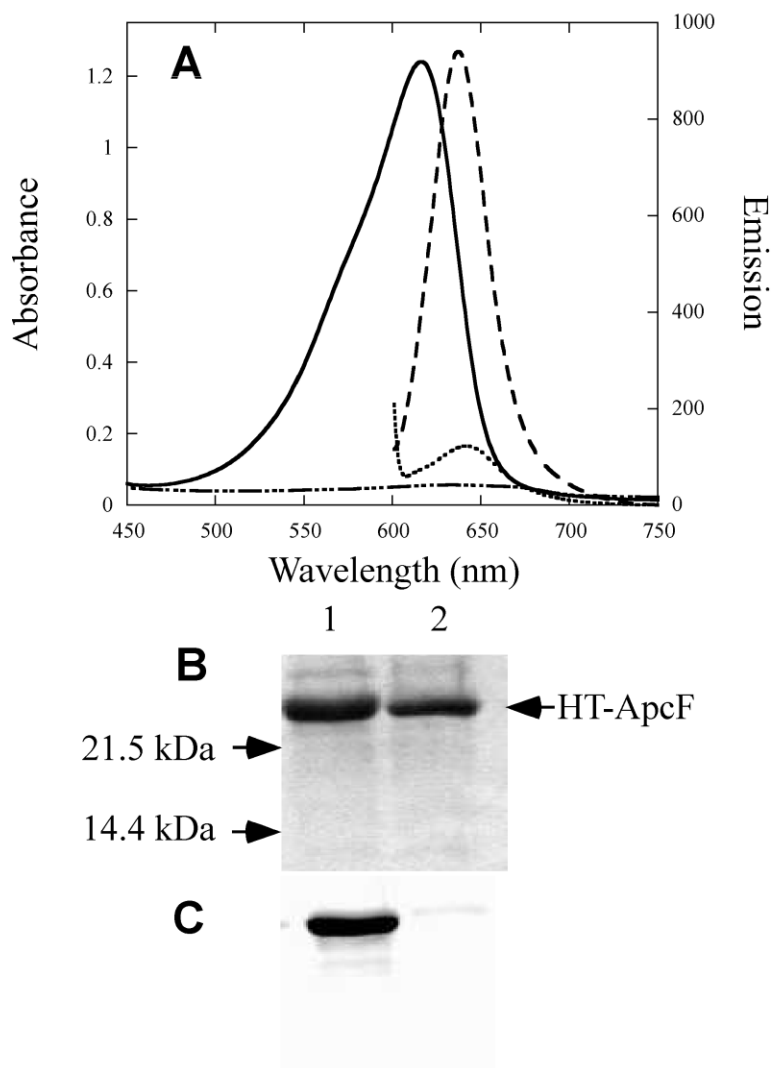 A
1.2
1
0.8
0.6
0.4
0.2
0
Absorbance
1000
800
600
400
200
0
Emission
450 500 550 600 650 700 750
Wavelength (nm)
1 2
B
HT-ApcF
21.5 kDa
14.4 kDa
C